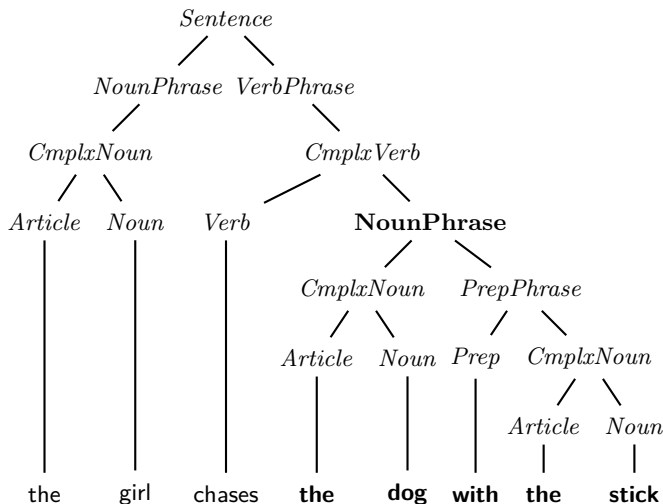 Sentence
NounPhrase VerbPhrase
CmplxNoun CmplxVerb
Article Noun Verb NounPhrase
CmplxNoun PrepPhrase
Article Noun Prep CmplxNoun
Article Noun
the girl chases the dog with the stick